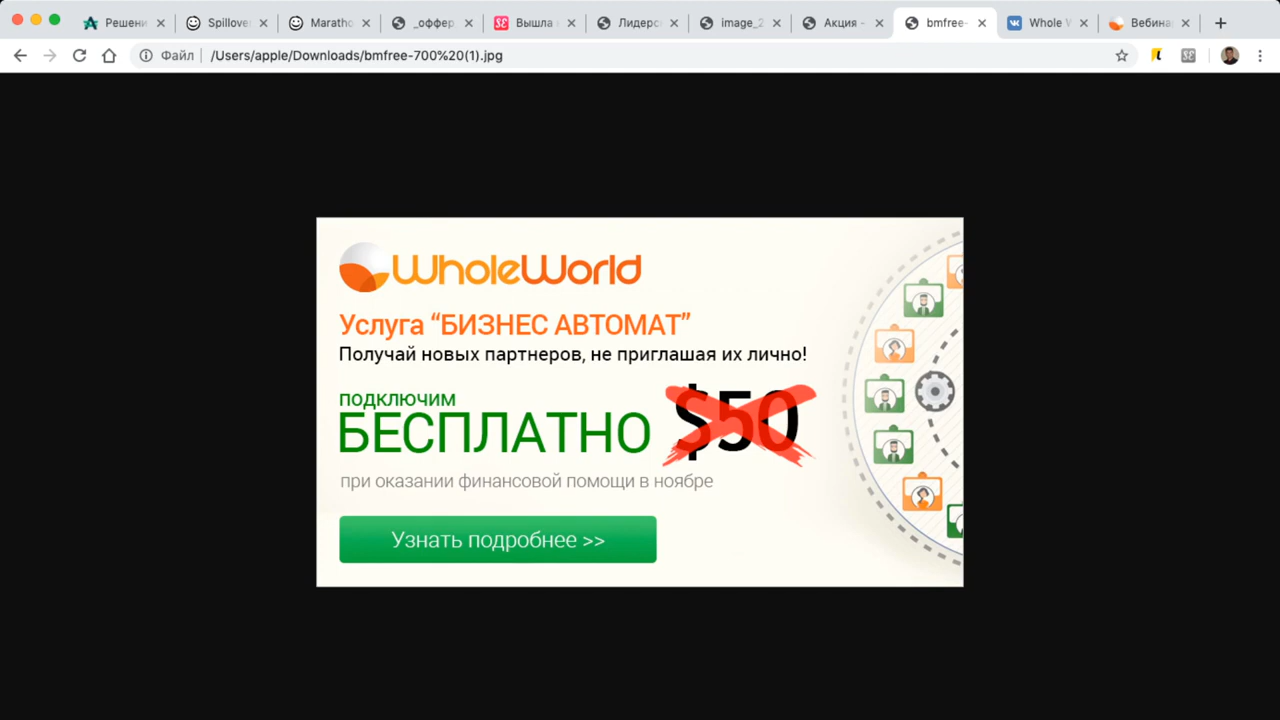 Решени
Spillover
Maratho
_оффер
Вышла
Лидерс
image_2
Акция -
bmfree-
Whole W
Вебина
Файл
/Users/apple/Downloads/bmfree-700%20(1).jpg
WholeWorld
Услуга “БИЗНЕС АВТОМАТ”
Получай новых партнеров, не приглашая их лично!
подключим
БЕСПЛАТНО $50
при оказании финансовой помощи в ноябре
Узнать подробнее >>